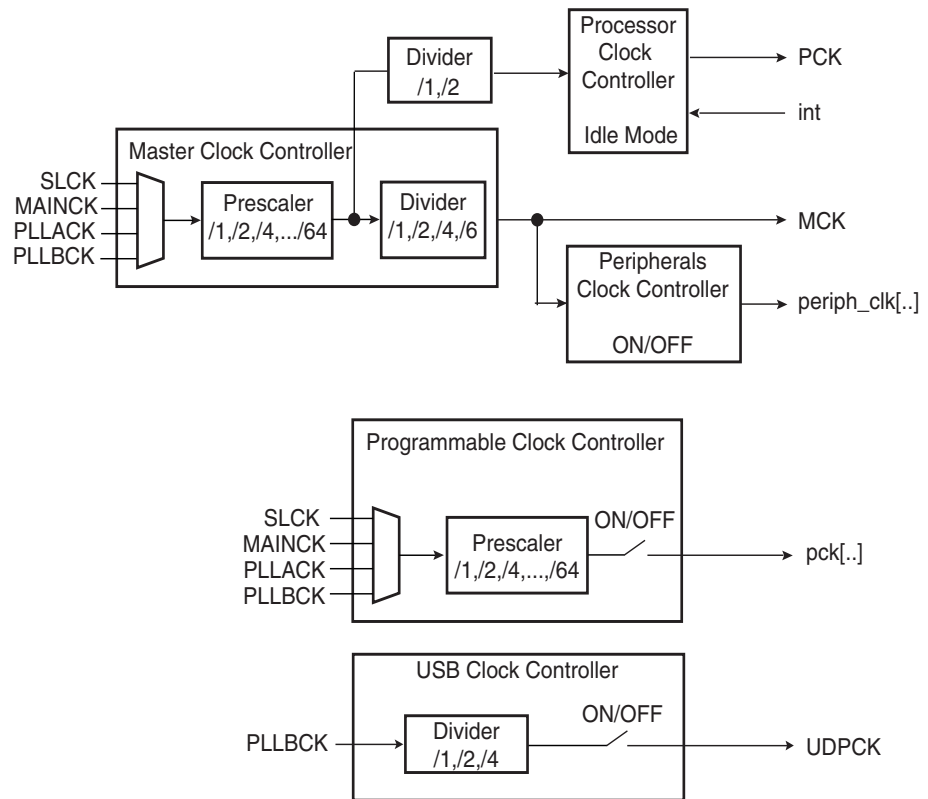 Processor
Clock
Controller
Idle Mode
Divider
/1,/2
PCK
int
Master Clock Controller
SLCK
MAINCK
PLLACK
PLLBCK
Prescaler
/1,/2,/4,.../64
Divider
/1,/2,/4,/6
MCK
Peripherals
Clock Controller
ON/OFF
periph_clk[..]
Programmable Clock Controller
SLCK
MAINCK
PLLACK
PLLBCK
Prescaler
/1,/2,/4,...,/64
ON/OFF
pck[..]
USB Clock Controller
PLLBCK
Divider
/1,/2,/4
ON/OFF
UDPCK